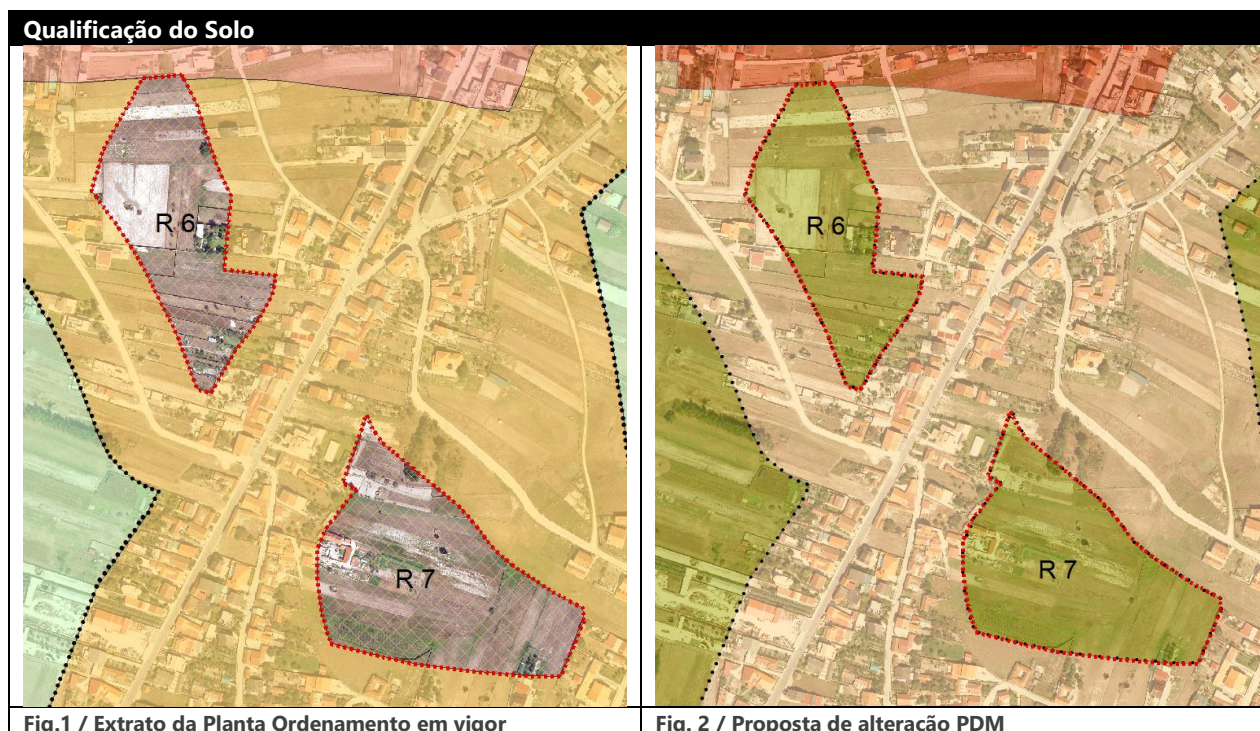 Qualificação do Solo
R 6
R 7
R 6
R 7
Fig.1 / Extrato da Planta Ordenamento em vigor
Fig. 2 / Proposta de alteração PDM